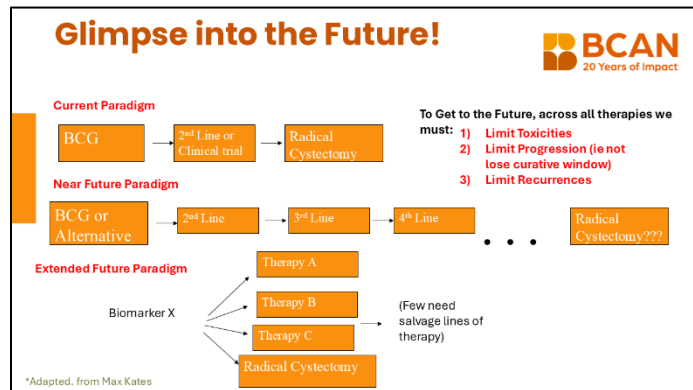 Glimpse into the Future!
BCAN
20 Years of Impact
Current Paradigm
BCG
2nd Line or
Clinical trial
Radical
Cystectomy
To Get to the Future, across all therapies we
must:
1) Limit Toxicities
2) Limit Progression (ie not
lose curative window)
3) Limit Recurrences
Near Future Paradigm
BCG or
Alternative
2nd Line
3rd Line
4th Line
• • •
Radical
Cystectomy???
Extended Future Paradigm
Biomarker X
Therapy A
Therapy B
Therapy C
Radical Cystectomy
(Few need
salvage lines of
therapy)
*Adapted. from Max Kates